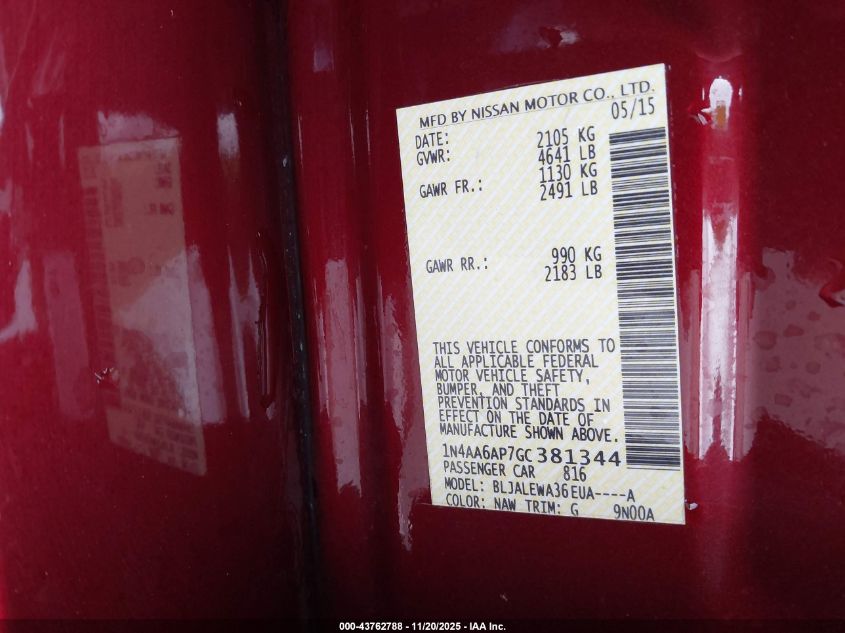 MFD BY NISSAN MOTOR CO., LTD.
DATE: 05/15
GVWR: 2105 KG
4641 LB
GAWR FR.: 1130 KG
2491 LB
GAWR RR.: 990 KG
2183 LB
THIS VEHICLE CONFORMS TO
ALL APPLICABLE FEDERAL
MOTOR VEHICLE SAFETY,
BUMPER, AND THEFT
PREVENTION STANDARDS IN
EFFECT ON THE DATE OF
MANUFACTURE SHOWN ABOVE.
1N4AA6AP7GC381344
PASSENGER CAR 816
MODEL: BLJALEWA36EUA----A
COLOR: NAW TRIM: G 9N00A
000-43762788 - 11/20/2025 - IAA Inc.